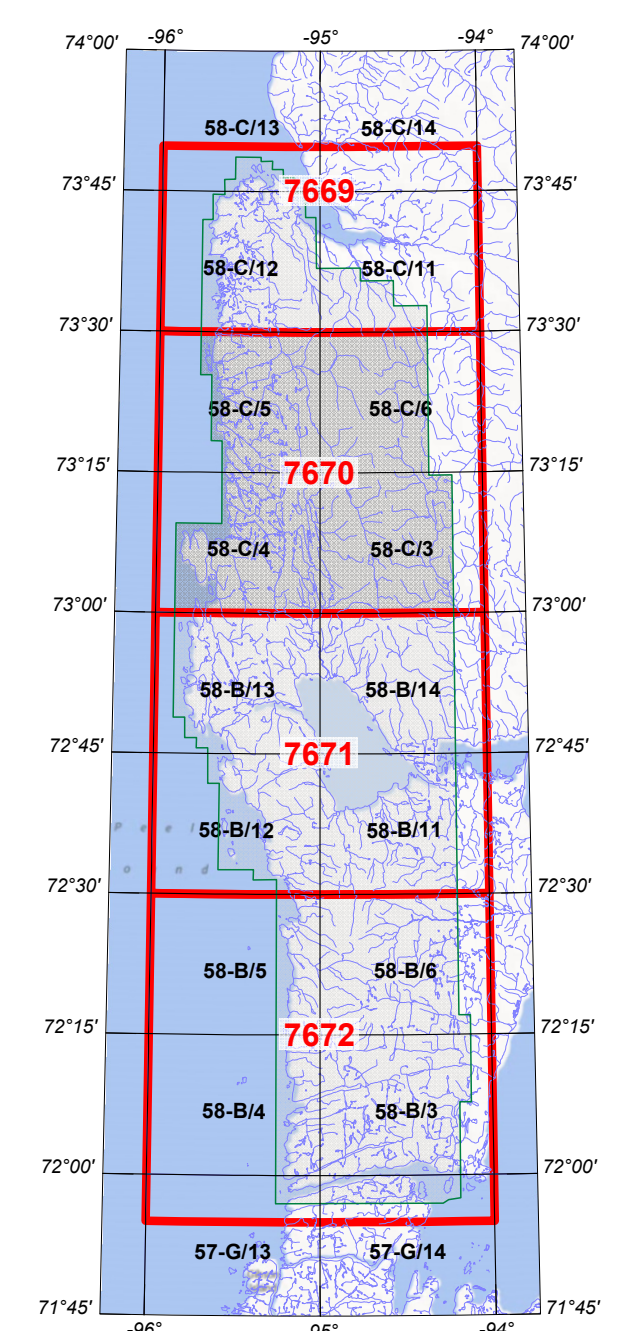 -96° -95° -94°
74°00' 74°00'
58-C/13 58-C/14
73°45' 7669 73°45'
58-C/12 58-C/11
73°30' 73°30'
58-C/5 58-C/6
73°15' 7670 73°15'
58-C/4 58-C/3
73°00' 73°00'
58-B/13 58-B/14
72°45' 7671 72°45'
P e e l
58-B/12 58-B/11
o u n d
72°30' 72°30'
58-B/5 58-B/6
72°15' 7672 72°15'
58-B/4 58-B/3
72°00' 72°00'
57-G/13 57-G/14
71°45' 71°45'
-96° -95° -94°